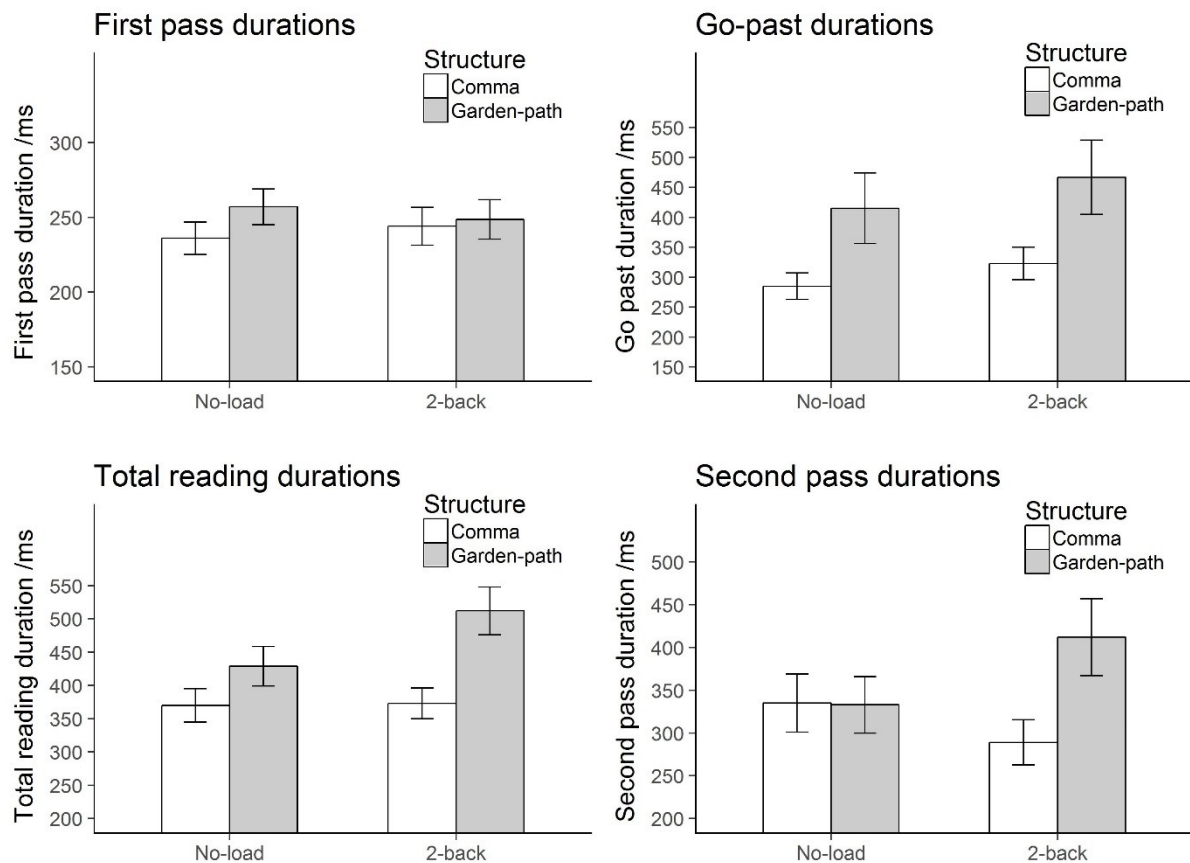 First pass durations
Structure
Comma
Garden-path
First pass duration /ms
300
250
200
150
No-load 2-back
Go-past durations
Structure
Comma
Garden-path
Go past duration /ms
550
500
450
400
350
300
250
200
150
No-load 2-back
Total reading durations
Structure
Comma
Garden-path
Total reading duration /ms
550
500
450
400
350
300
250
200
No-load 2-back
Second pass durations
Structure
Comma
Garden-path
Second pass duration /ms
500
450
400
350
300
250
200
No-load 2-back